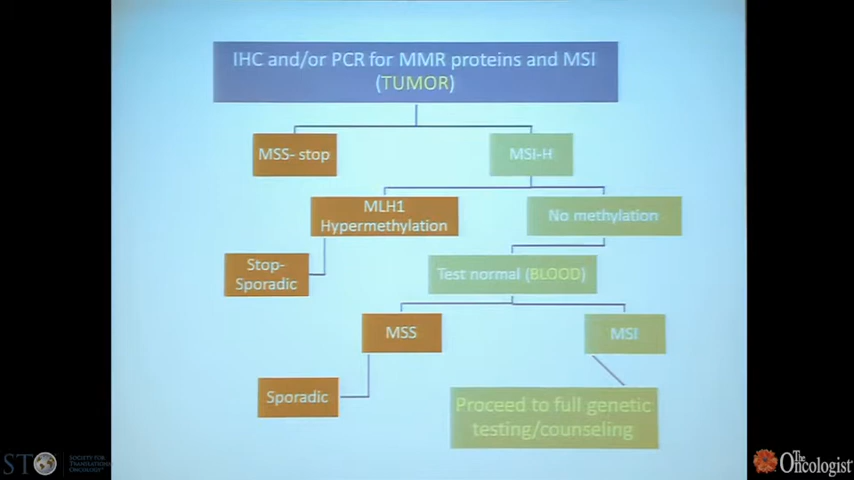 IHC and/or PCR for MMR proteins and MSI
(TUMOR)
MSS- stop
MSI-H
MLH1
Hypermethylation
No methylation
Stop-
Sporadic
Test normal (BLOOD)
MSS
MSI
Sporadic
Proceed to full genetic
testing/counseling
STO
SOCIETY FOR
TRANSLATIONAL
ONCOLOGY
The
Oncologist